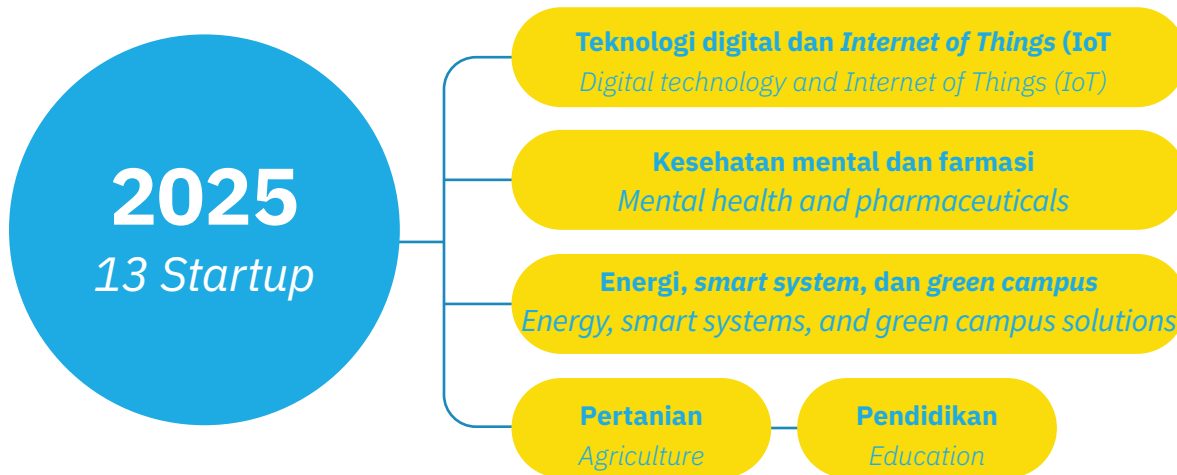 2025
13 Startup
Teknologi digital dan Internet of Things (IoT
Digital technology and Internet of Things (IoT)
Kesehatan mental dan farmasi
Mental health and pharmaceuticals
Energi, smart system, dan green campus
Energy, smart systems, and green campus solutions
Pertanian
Agriculture
Pendidikan
Education